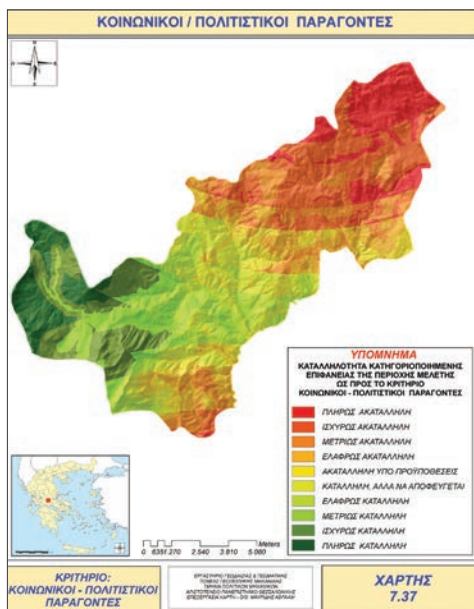 ΚΟΙΝΩΝΙΚΟΙ / ΠΟΛΙΤΙΣΤΙΚΟΙ ΠΑΡΑΓΟΝΤΕΣ
ΥΠΟΜΝΗΜΑ
ΚΑΤΑΛΛΗΛΟΤΗΤΑ ΚΑΤΗΓΟΡΙΟΠΟΙΗΜΕΝΗΣ
ΕΠΙΦΑΝΕΙΑΣ ΤΗΣ ΠΕΡΙΟΧΗΣ ΜΕΛΕΤΗΣ
ΩΣ ΠΡΟΣ ΤΟ ΚΡΙΤΗΡΙΟ
ΚΟΙΝΩΝΙΚΟΙ - ΠΟΛΙΤΙΣΤΙΚΟΙ ΠΑΡΑΓΟΝΤΕΣ
ΠΛΗΡΩΣ ΑΚΑΤΑΛΛΗΛΗ
ΙΣΧΥΡΩΣ ΑΚΑΤΑΛΛΗΛΗ
ΜΕΤΡΙΩΣ ΑΚΑΤΑΛΛΗΛΗ
ΕΛΑΦΡΩΣ ΑΚΑΤΑΛΛΗΛΗ
ΑΚΑΤΑΛΛΗΛΗ ΥΠΟ ΠΡΟΫΠΟΘΕΣΕΙΣ
ΚΑΤΑΛΛΗΛΗ, ΑΛΛΑ ΝΑ ΑΠΟΦΕΥΓΕΤΑΙ
ΕΛΑΦΡΩΣ ΚΑΤΑΛΛΗΛΗ
ΜΕΤΡΙΩΣ ΚΑΤΑΛΛΗΛΗ
ΙΣΧΥΡΩΣ ΚΑΤΑΛΛΗΛΗ
ΠΛΗΡΩΣ ΚΑΤΑΛΛΗΛΗ
Meters
0 6351.270 2.540 3.810 5.080
ΚΡΙΤΗΡΙΟ:
ΚΟΙΝΩΝΙΚΟΙ - ΠΟΛΙΤΙΣΤΙΚΟΙ
ΠΑΡΑΓΟΝΤΕΣ
ΧΑΡΤΗΣ
7.37